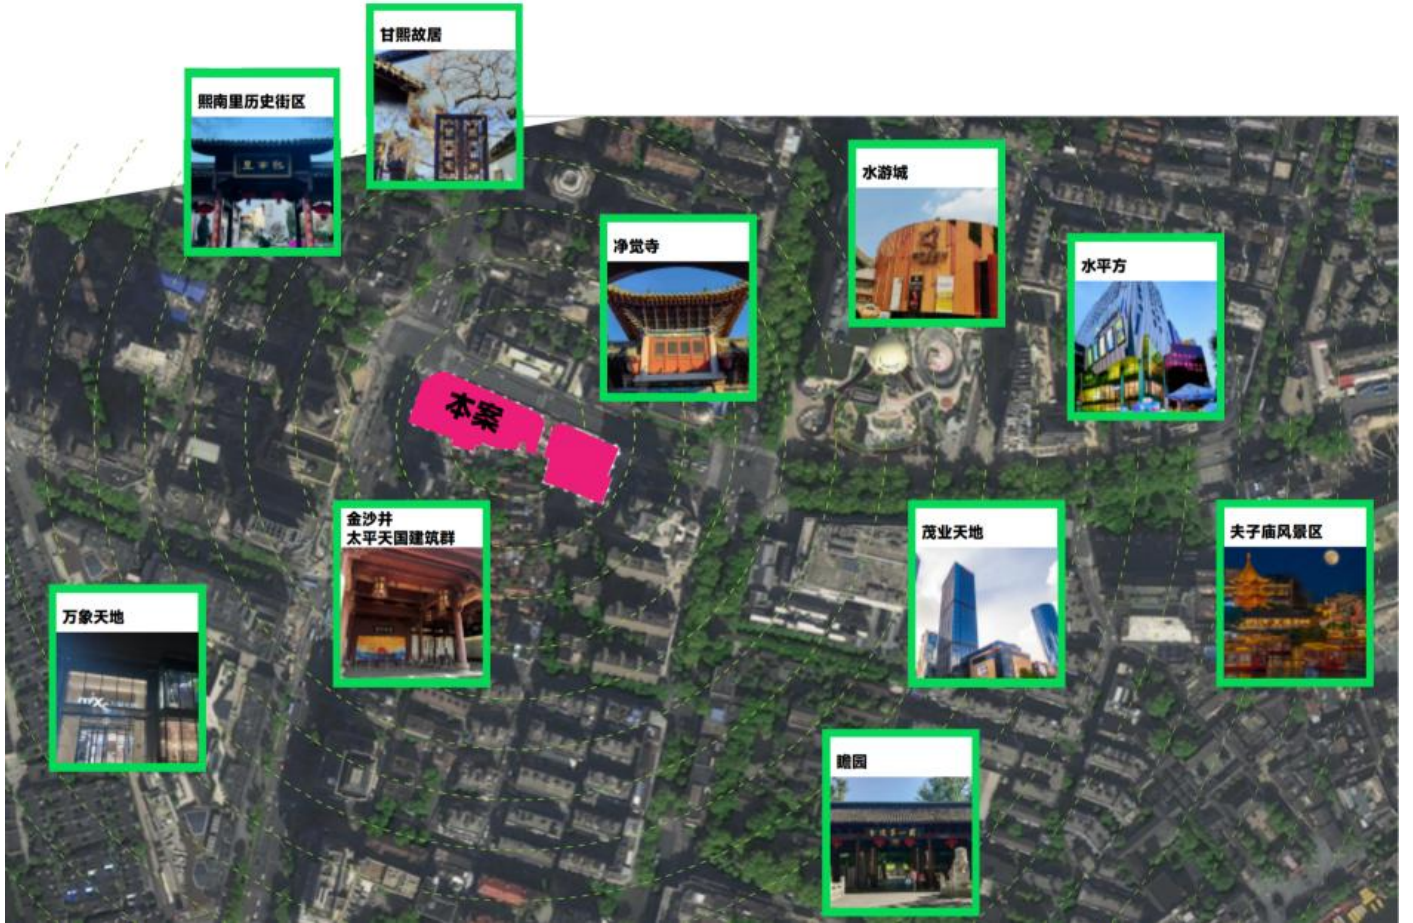 甘熙故居
熙南里历史街区
水游城
净觉寺
水平方
本案
金沙井
太平天国建筑群
茂业天地
夫子庙风景区
万象天地
瞻园